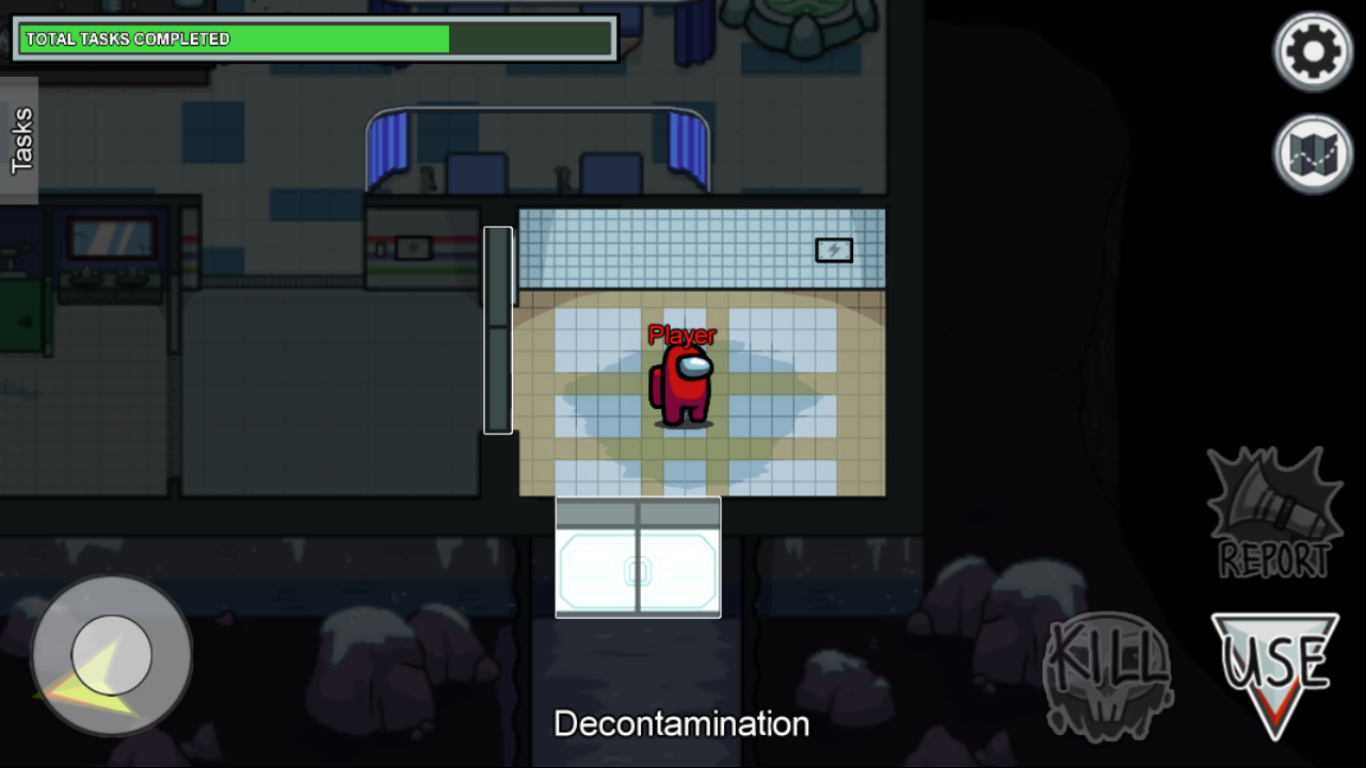 TOTAL TASKS COMPLETED
Tasks
Player
REPORT
KILL
USE
Decontamination